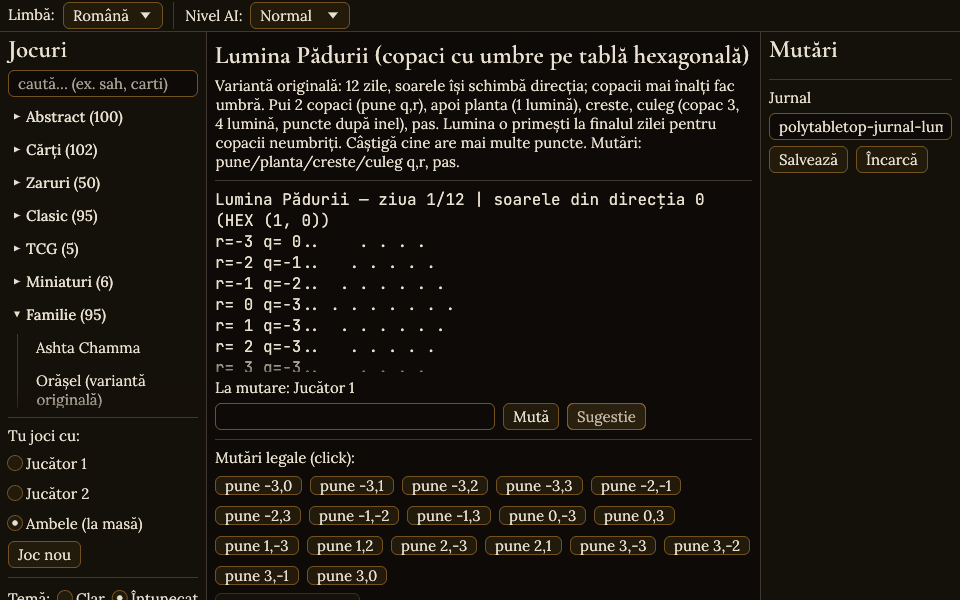 Limbă: Română ▼ Nivel AI: Normal ▼
Jocuri
caută... (ex. sah, carti)
▸ Abstract (100)
▸ Cărți (102)
▸ Zaruri (50)
▸ Clasic (95)
▸ TCG (5)
▸ Miniaturi (6)
▾ Familie (95)
Ashta Chamma
Orășel (variantă
originală)
Tu joci cu:
Jucător 1
Jucător 2
Ambele (la masă)
Joc nou
Temă: Clar Întunecat
Lumina Pădurii (copaci cu umbre pe tablă hexagonală)
Variantă originală: 12 zile, soarele își schimbă direcția; copacii mai înalți fac
umbră. Pui 2 copaci (pune q,r), apoi planta (1 lumină), creste, culeg (copac 3,
4 lumină, puncte după inel), pas. Lumina o primești la finalul zilei pentru
copacii neumbriți. Câștigă cine are mai multe puncte. Mutări:
pune/planta/creste/culeg q,r, pas.
Lumina Pădurii — ziua 1/12 | soarele din direcția 0
(HEX (1, 0))
r=-3 q= 0.. . . . .
r=-2 q=-1.. . . . . .
r=-1 q=-2.. . . . . . .
r= 0 q=-3.. . . . . . . .
r= 1 q=-3.. . . . . . .
r= 2 q=-3.. . . . . .
r= 3 q=-3.. . . . .
La mutare: Jucător 1
Mută Sugestie
Mutări legale (click):
pune -3,0 pune -3,1 pune -3,2 pune -3,3 pune -2,-1
pune -2,3 pune -1,-2 pune -1,3 pune 0,-3 pune 0,3
pune 1,-3 pune 1,2 pune 2,-3 pune 2,1 pune 3,-3 pune 3,-2
pune 3,-1 pune 3,0
Mutări
Jurnal
polytabletop-jurnal-lum
Salvează Încarcă